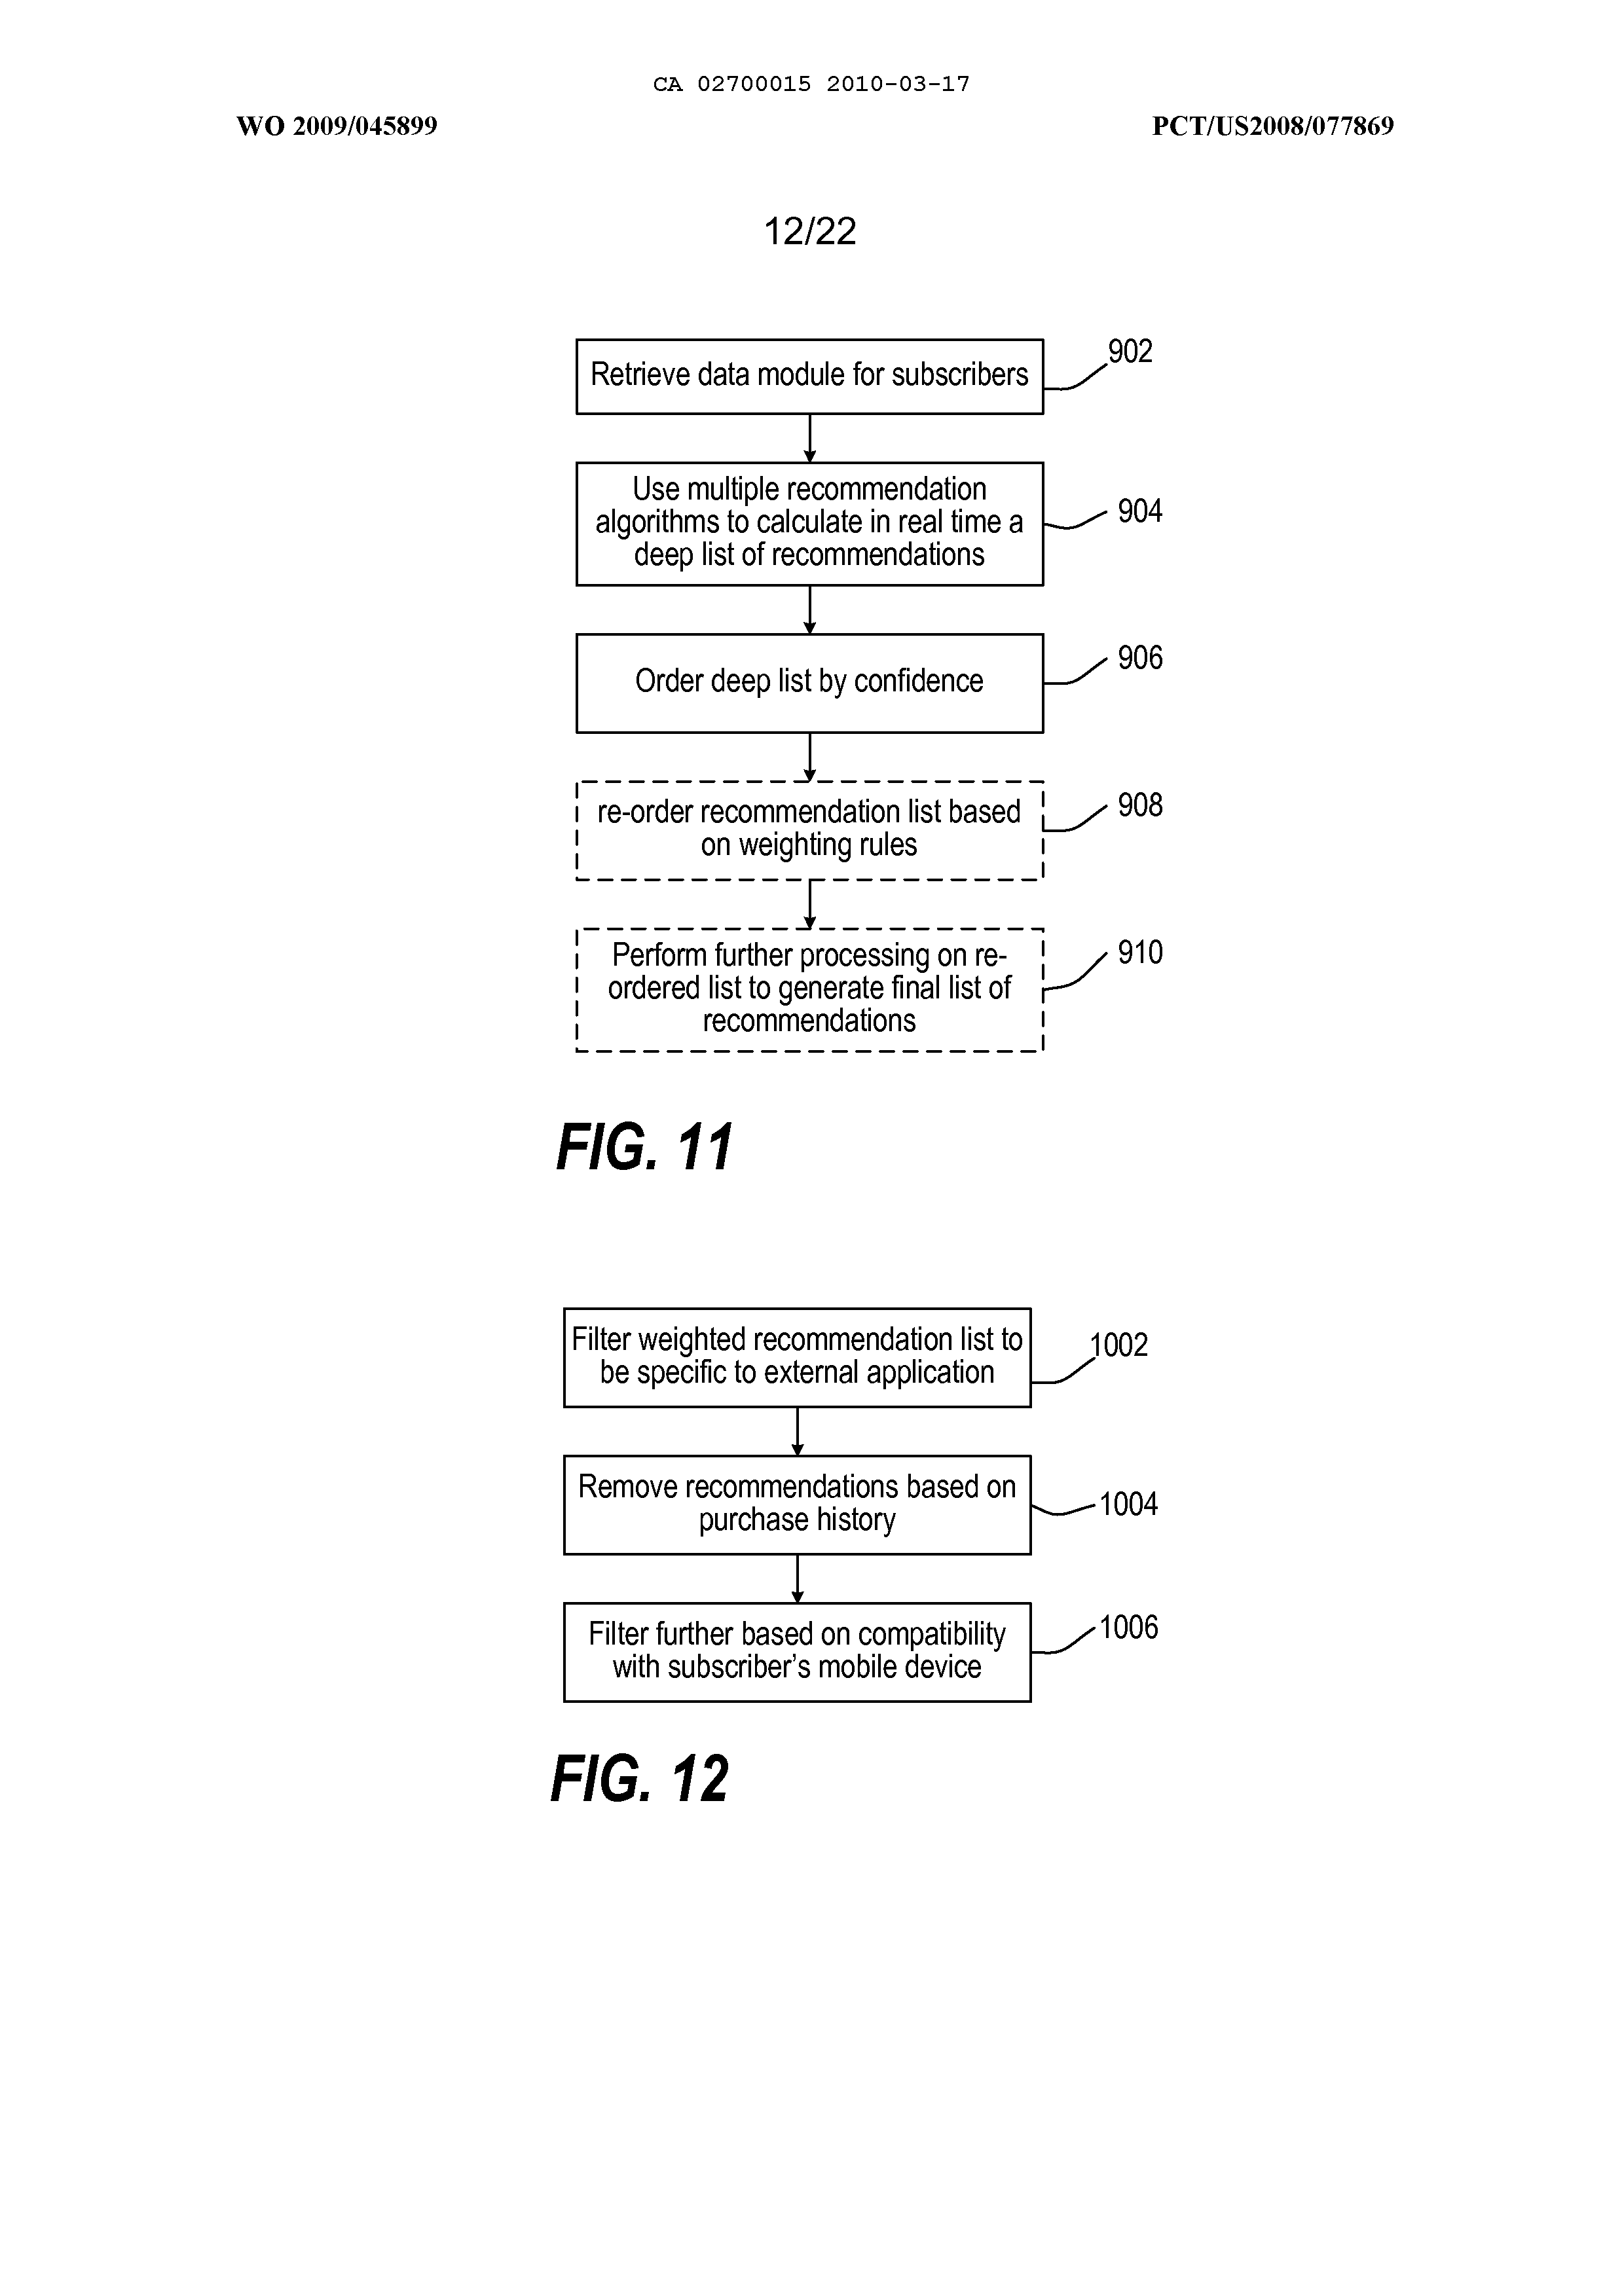 CA 02700015 2010-03-17
WO 2009/045899
PCT/US2008/077869
12/22
Retrieve data module for subscribers
902
Use multiple recommendation
algorithms to calculate in real time a
deep list of recommendations
904
Order deep list by confidence
906
re-order recommendation list based
on weighting rules
908
Perform further processing on re-
ordered list to generate final list of
recommendations
910
FIG. 11
Filter weighted recommendation list to
be specific to external application
1002
Remove recommendations based on
purchase history
1004
Filter further based on compatibility
with subscriber's mobile device
1006
FIG. 12